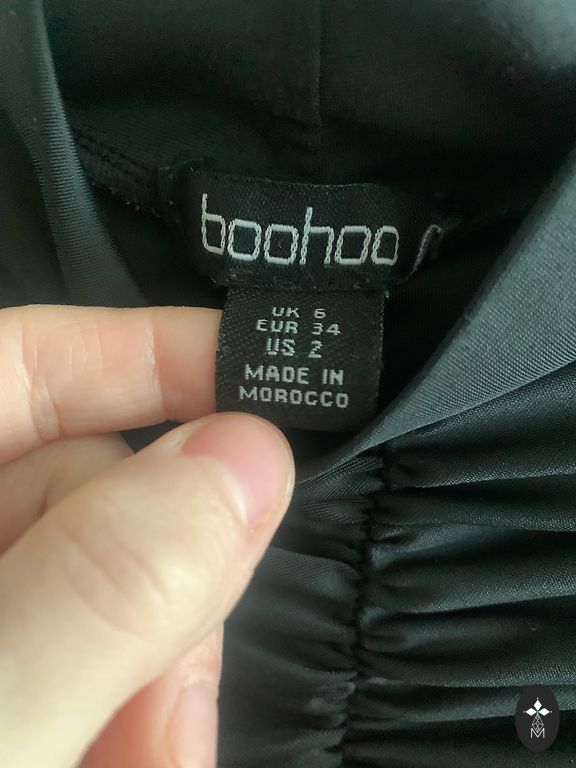 boohoo
UK 6
EUR 34
US 2
MADE IN
MOROCCO
M